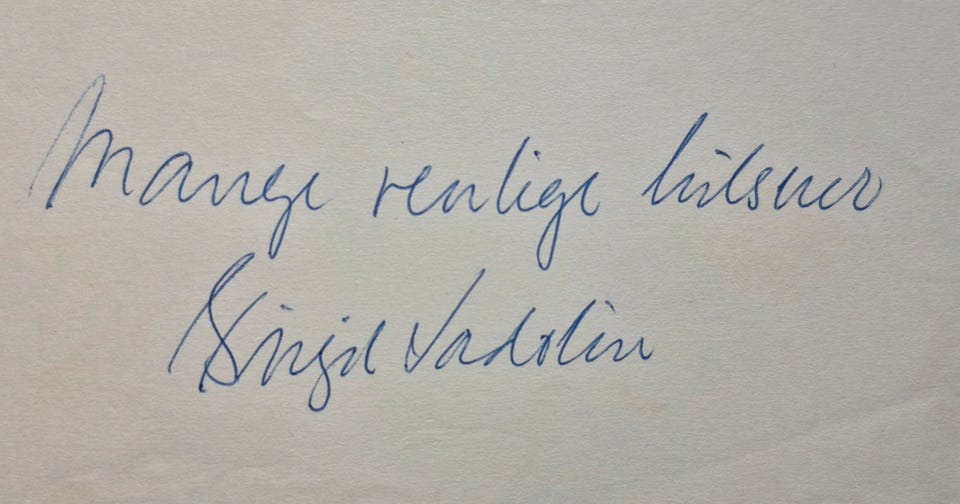 Mange venlige hilsner
Birgit Sadolin